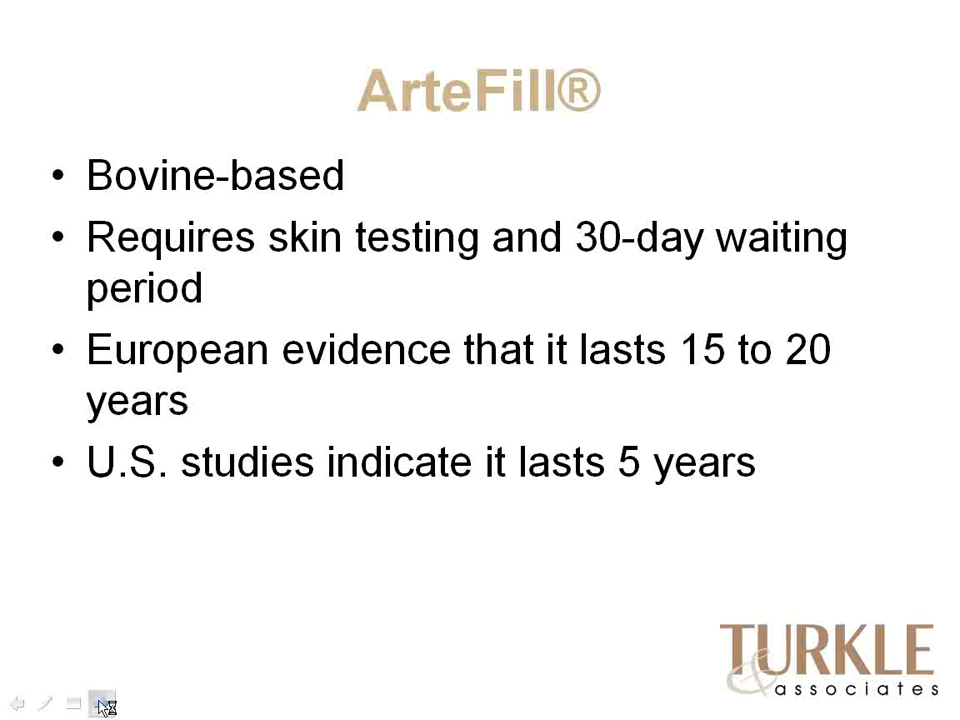 ArteFill®
• Bovine-based
• Requires skin testing and 30-day waiting
period
• European evidence that it lasts 15 to 20
years
• U.S. studies indicate it lasts 5 years
TURKLE
& associates